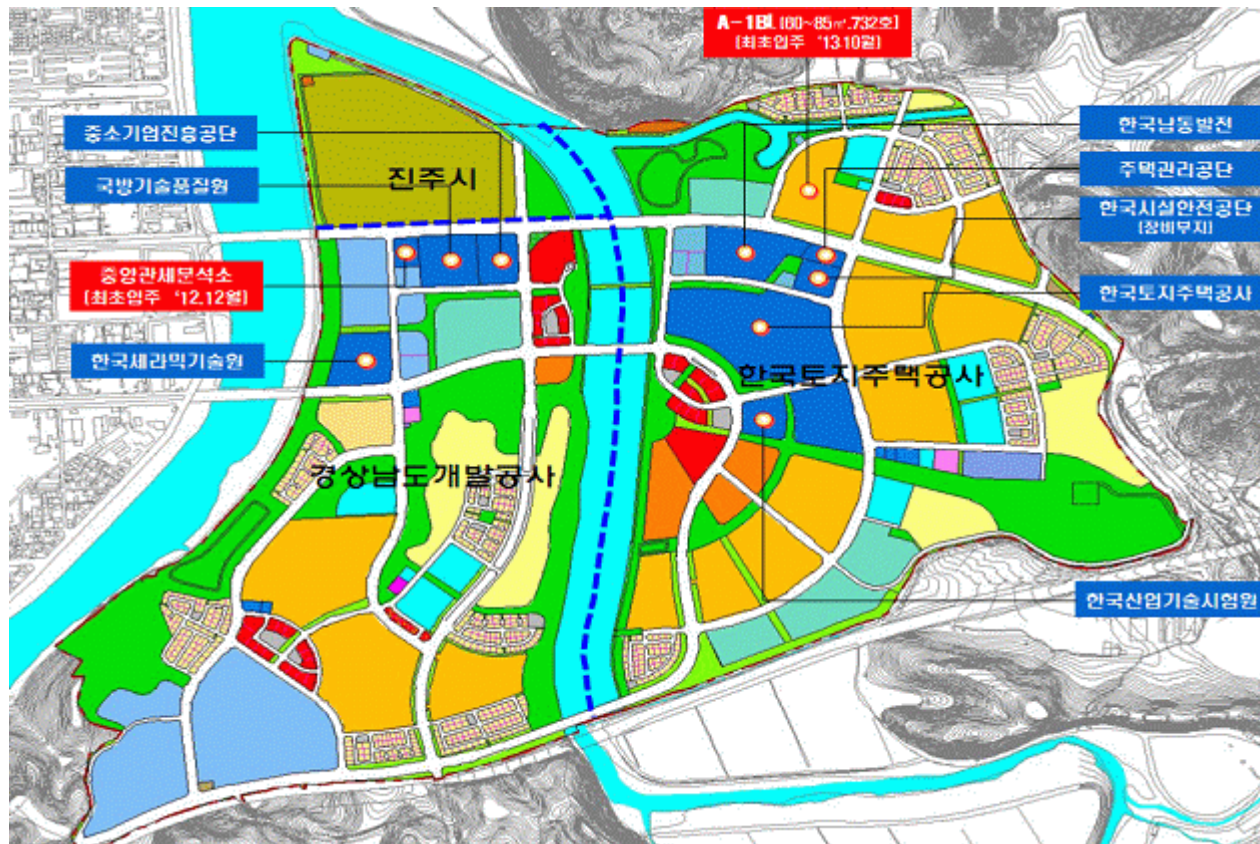 A-1BL [60~85㎡.732호]
[최초입주 '13.10월]
중소기업진흥공단
한국남동발전
국방기술품질원
진주시
주택관리공단
한국시설안전공단
[장비부지]
중앙관세분석소
[최초입주 '12.12월]
한국토지주택공사
한국세라믹기술원
한국토지주택공사
경상남도개발공사
한국산업기술시험원